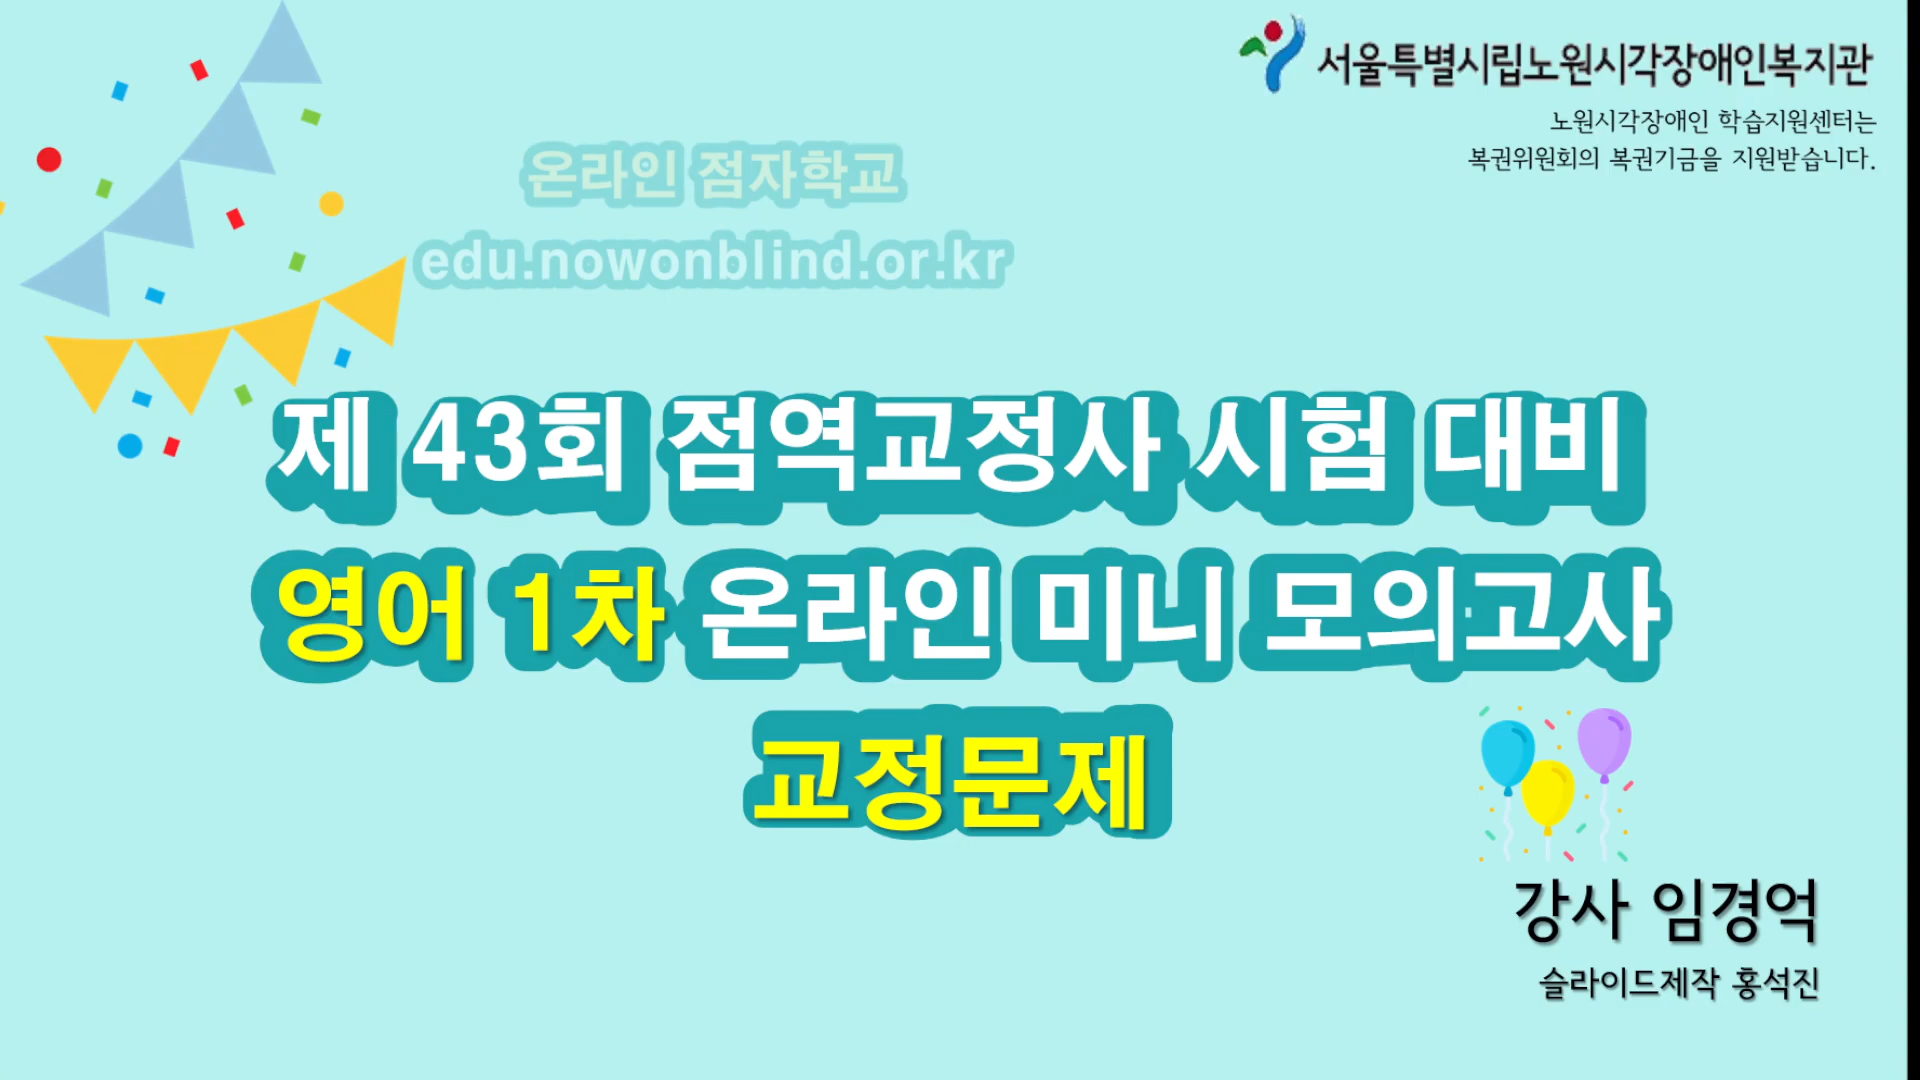 서울특별시립노원시각장애인복지관
노원시각장애인 학습지원센터는
복권위원회의 복권기금을 지원받습니다.
온라인 점자학교
edu.nowonblind.or.kr
제 43회 점역교정사 시험 대비
영어 1차 온라인 미니 모의고사
교정문제
강사 임경억
슬라이드제작 홍석진